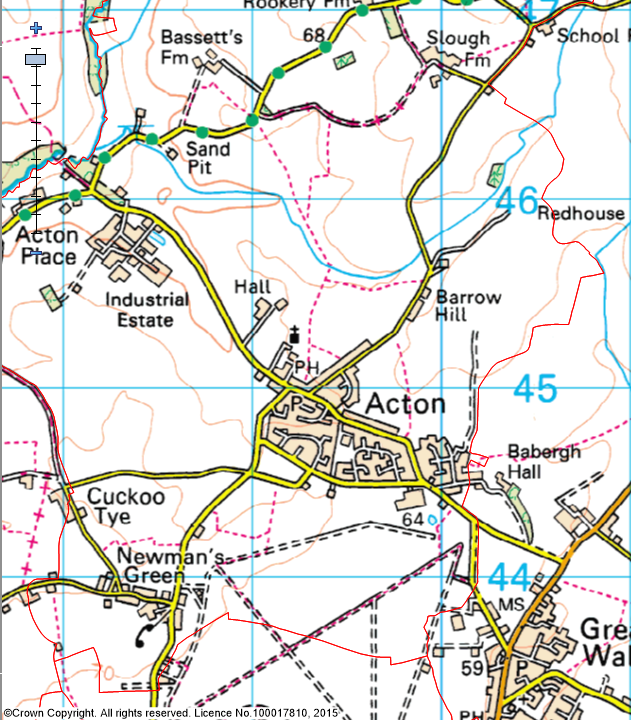 Rookery Fm
17
Bassett's
Fm
68
Slough
Fm
School
Sand
Pit
46
Redhouse
Acton
Place
Industrial
Estate
Hall
Barrow
Hill
PH
45
P
Acton
Babergh
Hall
Cuckoo
Tye
64
Newman's
Green
44
MS
Grea
Wal
59
P
70
PH
©Crown Copyright. All rights reserved. Licence No.100017810, 2015